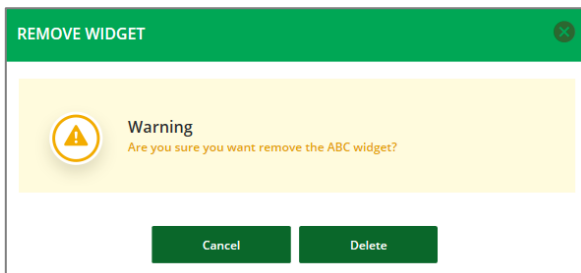 REMOVE WIDGET
Warning
Are you sure you want remove the ABC widget?
Cancel
Delete